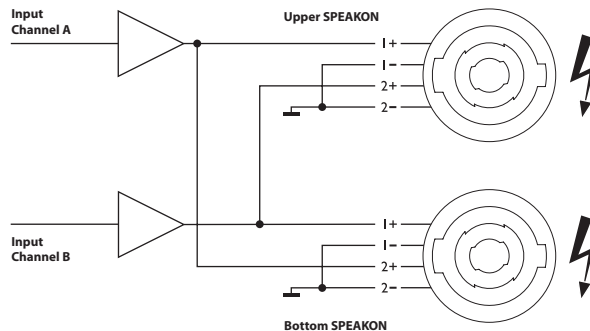 Input
Channel A
Upper SPEAKON
1+
1-
2+
2-
Input
Channel B
1+
1-
2+
2-
Bottom SPEAKON